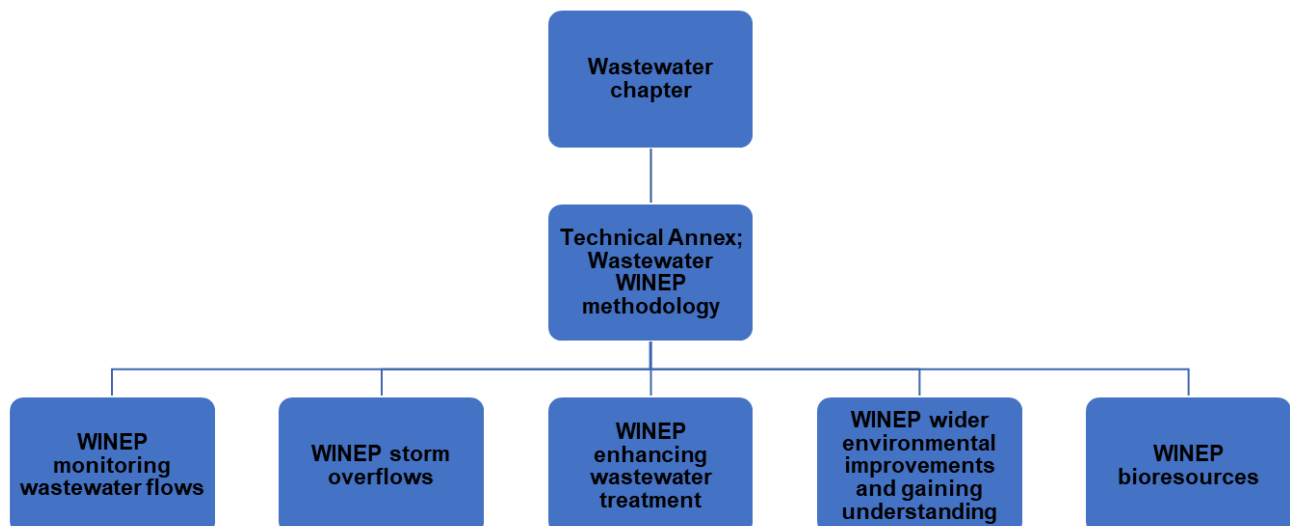 Wastewater
chapter
Technical Annex;
Wastewater
WINEP
methodology
WINEP
monitoring
wastewater flows
WINEP storm
overflows
WINEP
enhancing
wastewater
treatment
WINEP wider
environmental
improvements
and gaining
understanding
WINEP
bioresources